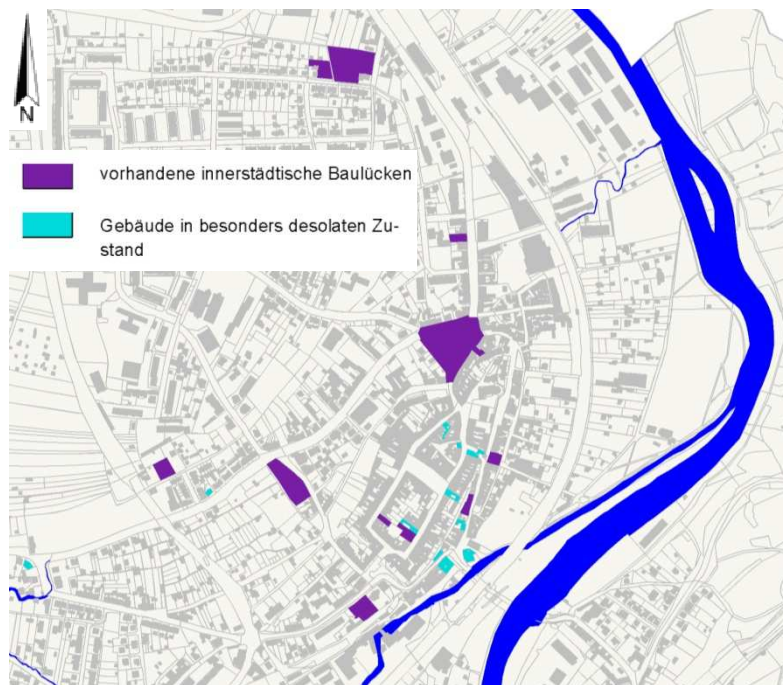 N
vorhandene innerstädtische Baulücken
Gebäude in besonders desolaten Zu-
stand